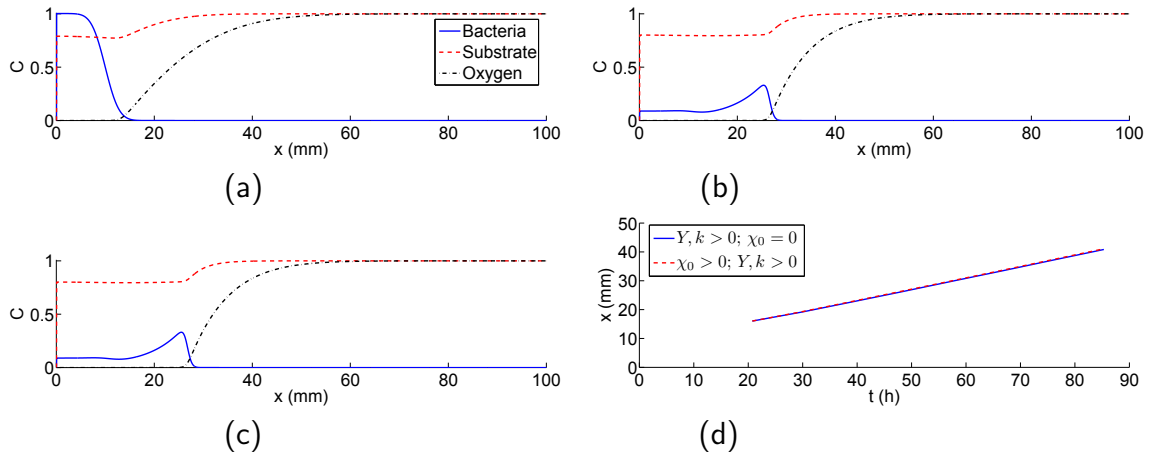 1
0.5
0
C
0 20 40 60 80 100
x (mm)
Bacteria
Substrate
Oxygen
(a)
1
0.5
0
C
0 20 40 60 80 100
x (mm)
(b)
1
0.5
0
C
0 20 40 60 80 100
x (mm)
(c)
50
40
30
20
10
0
x (mm)
0 10 20 30 40 50 60 70 80 90
t (h)
Y, k > 0; χ₀ = 0
χ₀ > 0; Y, k > 0
(d)